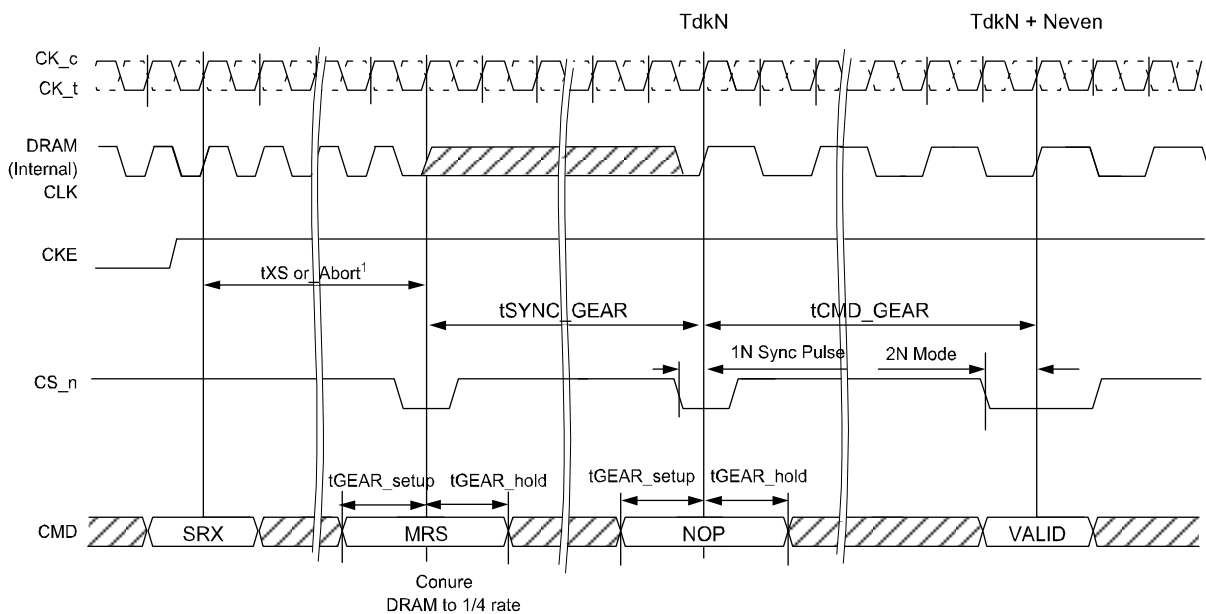 TdkN
TdkN + Neven
CK_c
CK_t
DRAM
(Internal)
CLK
CKE
tXS or_Abort1
tSYNC_GEAR
tCMD_GEAR
1N Sync Pulse
2N Mode
CS_n
tGEAR_setup
tGEAR_hold
tGEAR_setup
tGEAR_hold
CMD
SRX
MRS
NOP
VALID
Conure
DRAM to 1/4 rate